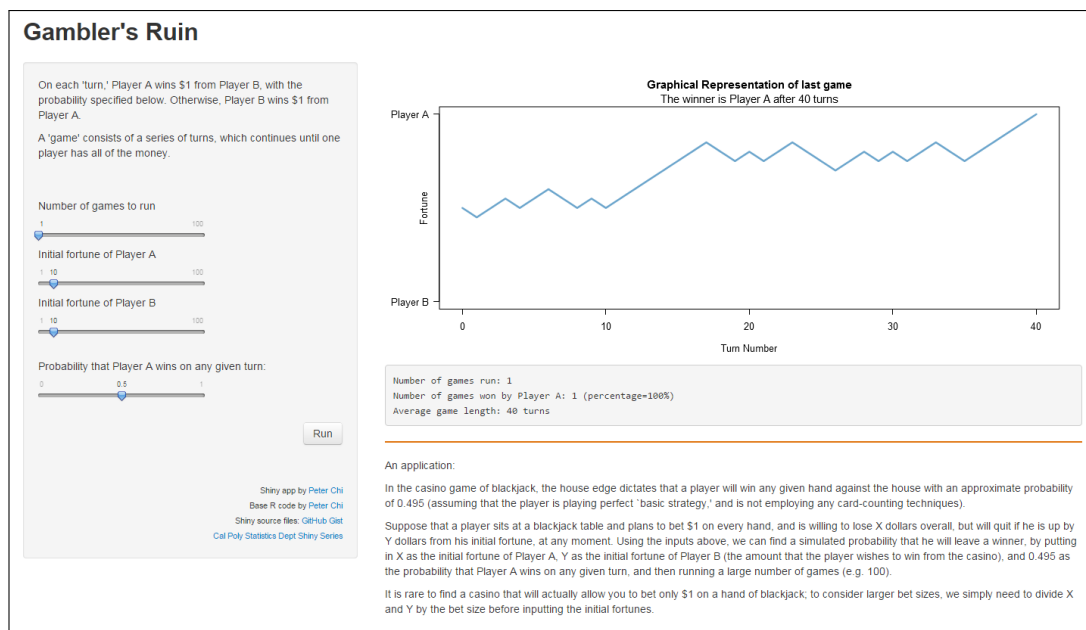 Gambler's Ruin
On each 'turn,' Player A wins $1 from Player B, with the
probability specified below. Otherwise, Player B wins $1 from
Player A.
A 'game' consists of a series of turns, which continues until one
player has all of the money.
Number of games to run
1 100
Initial fortune of Player A
1 10 100
Initial fortune of Player B
1 10 100
Probability that Player A wins on any given turn:
0 0.5 1
Run
Shiny app by Peter Chi
Base R code by Peter Chi
Shiny source files: GitHub Gist
Cal Poly Statistics Dept Shiny Series
Graphical Representation of last game
The winner is Player A after 40 turns
Player A
Fortune
Player B
0 10 20 30 40
Turn Number
Number of games run: 1
Number of games won by Player A: 1 (percentage=100%)
Average game length: 40 turns
An application:
In the casino game of blackjack, the house edge dictates that a player will win any given hand against the house with an approximate probability
of 0.495 (assuming that the player is playing perfect `basic strategy,' and is not employing any card-counting techniques).
Suppose that a player sits at a blackjack table and plans to bet $1 on every hand, and is willing to lose X dollars overall, but will quit if he is up by
Y dollars from his initial fortune, at any moment. Using the inputs above, we can find a simulated probability that he will leave a winner, by putting
in X as the initial fortune of Player A, Y as the initial fortune of Player B (the amount that the player wishes to win from the casino), and 0.495 as
the probability that Player A wins on any given turn, and then running a large number of games (e.g. 100).
It is rare to find a casino that will actually allow you to bet only $1 on a hand of blackjack; to consider larger bet sizes, we simply need to divide X
and Y by the bet size before inputting the initial fortunes.